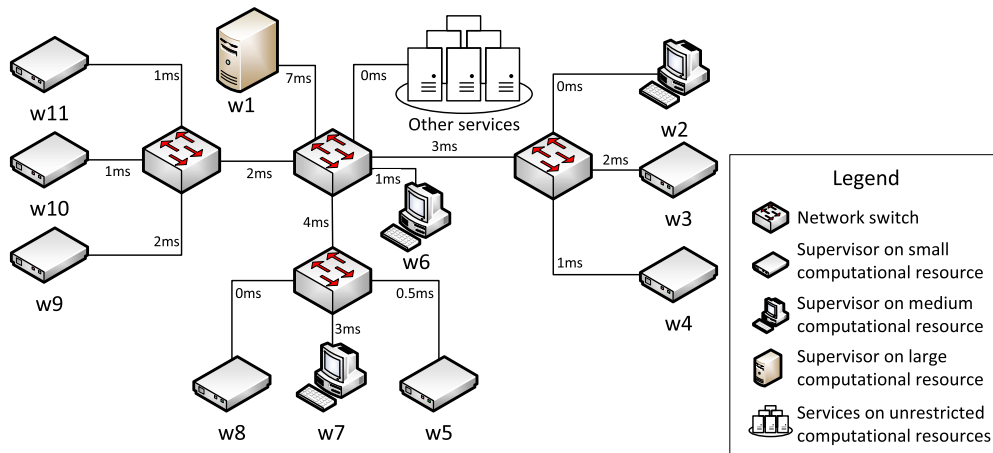 w11
1ms
w10
1ms
w9
2ms
2ms
w1
7ms
0ms
Other services
3ms
0ms
w2
2ms
w3
1ms
w4
1ms
w6
4ms
0ms
w8
3ms
w7
0.5ms
w5
Legend
Network switch
Supervisor on small
computational resource
Supervisor on medium
computational resource
Supervisor on large
computational resource
Services on unrestricted
computational resources